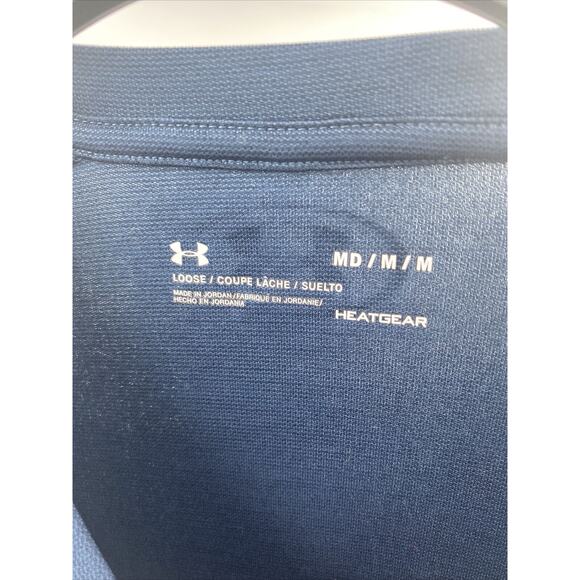 MD / M / M
LOOSE / COUPE LÂCHE / SUELTO
MADE IN JORDAN / FABRIQUÉ EN JORDANIE /
HECHO EN JORDANIA
HEATGEAR